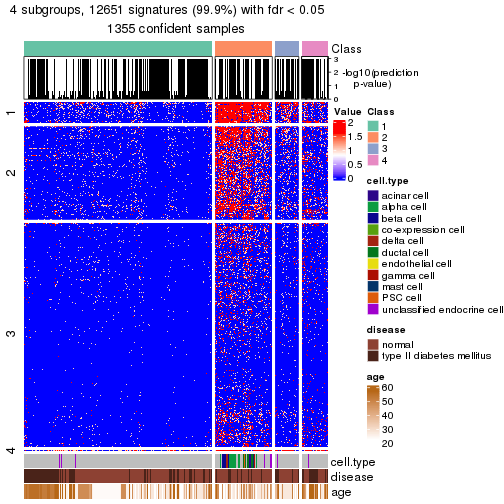 4 subgroups, 12651 signatures (99.9%) with fdr < 0.05
1355 confident samples
Class
3
2
1
0
-log10(prediction
p-value)
1
2
3
4
Value
2
1.5
1
0.5
0
Class
1
2
3
4
cell.type
acinar cell
alpha cell
beta cell
co-expression cell
delta cell
ductal cell
endothelial cell
gamma cell
mast cell
PSC cell
unclassified endocrine cell
disease
normal
type II diabetes mellitus
age
60
50
40
30
20
cell.type
disease
age